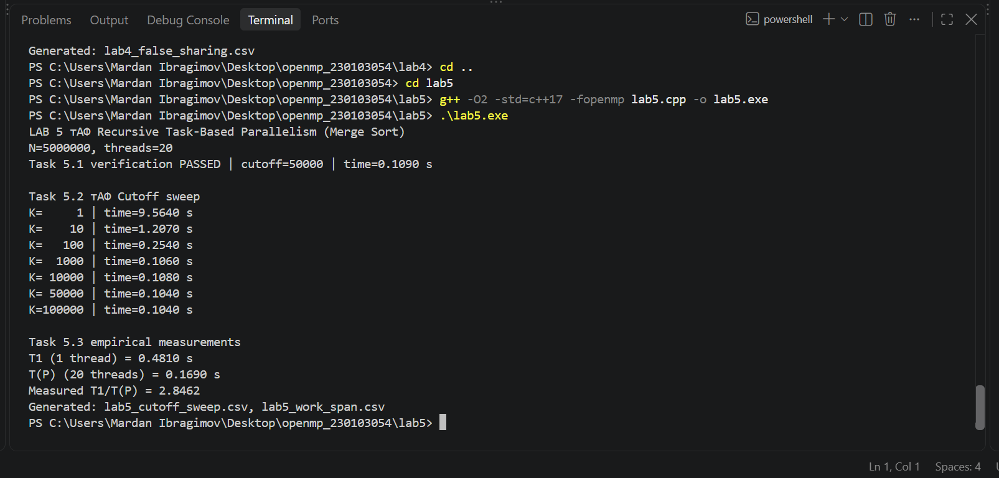 Problems Output Debug Console Terminal Ports powershell
Generated: lab4_false_sharing.csv
PS C:\Users\Mardan Ibragimov\Desktop\openmp_230103054\lab4> cd ..
PS C:\Users\Mardan Ibragimov\Desktop\openmp_230103054> cd lab5
PS C:\Users\Mardan Ibragimov\Desktop\openmp_230103054\lab5> g++ -O2 -std=c++17 -fopenmp lab5.cpp -o lab5.exe
PS C:\Users\Mardan Ibragimov\Desktop\openmp_230103054\lab5> .\lab5.exe
LAB 5 тАФ Recursive Task-Based Parallelism (Merge Sort)
N=5000000, threads=20
Task 5.1 verification PASSED | cutoff=50000 | time=0.1090 s
Task 5.2 тАФ Cutoff sweep
K=     1 | time=9.5640 s
K=    10 | time=1.2070 s
K=   100 | time=0.2540 s
K=  1000 | time=0.1060 s
K= 10000 | time=0.1080 s
K= 50000 | time=0.1040 s
K=100000 | time=0.1040 s
Task 5.3 empirical measurements
T1 (1 thread) = 0.4810 s
T(P) (20 threads) = 0.1690 s
Measured T1/T(P) = 2.8462
Generated: lab5_cutoff_sweep.csv, lab5_work_span.csv
PS C:\Users\Mardan Ibragimov\Desktop\openmp_230103054\lab5>
Ln 1, Col 1 Spaces: 4